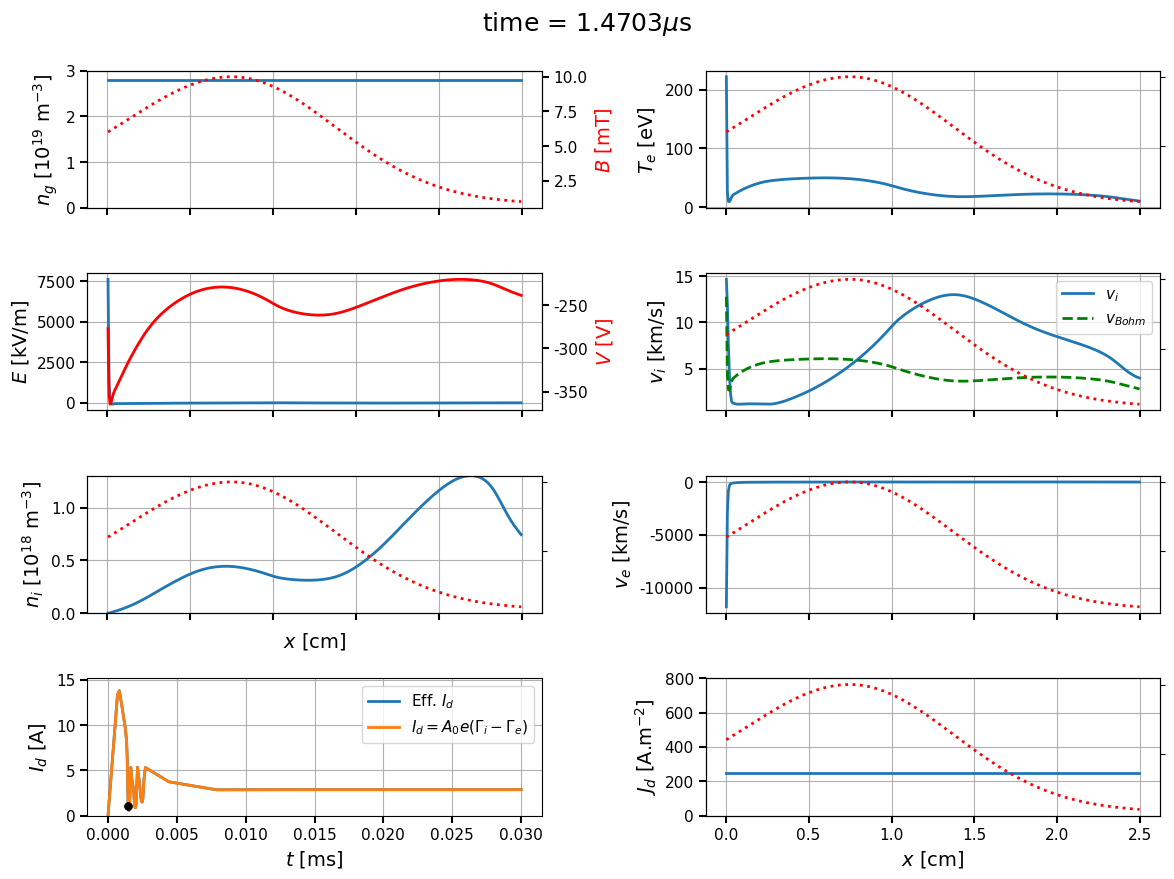 time = 1.4703μs
n_g [10^19 m^−3]
3
2
1
0
10.0
7.5
5.0
2.5
B [mT]
T_e [eV]
200
100
0
E [kV/m]
7500
5000
2500
0
-250
-300
-350
V [V]
v_i [km/s]
15
10
5
v_i
v_Bohm
n_i [10^18 m^−3]
1.0
0.5
0.0
x [cm]
v_e [km/s]
0
-5000
-10000
I_d [A]
15
10
5
0
Eff. I_d
I_d = A_0e(Γ_i − Γ_e)
0.000 0.005 0.010 0.015 0.020 0.025 0.030
t [ms]
J_d [A.m^−2]
800
600
400
200
0
0.0 0.5 1.0 1.5 2.0 2.5
x [cm]